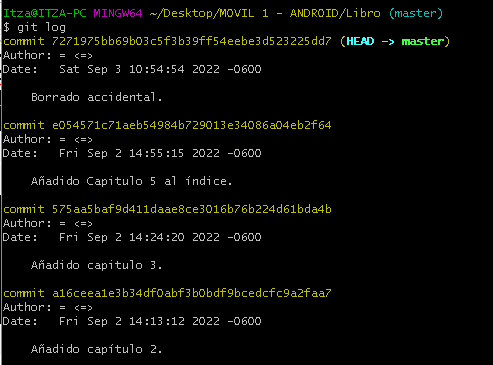 Itza@ITZA-PC MINGW64 ~/Desktop/MOVIL 1 - ANDROID/Libro (master)
$ git log
commit 7271975bb69b03c5f3b39ff54eebe3d523225dd7 (HEAD -> master)
Author: = <=>
Date:   Sat Sep 3 10:54:54 2022 -0600
    Borrado accidental.
commit e054571c71aeb54984b729013e34086a04eb2f64
Author: = <=>
Date:   Fri Sep 2 14:55:15 2022 -0600
    Añadido Capitulo 5 al índice.
commit 575aa5baf9d411daae8ce3016b76b224d61bda4b
Author: = <=>
Date:   Fri Sep 2 14:24:20 2022 -0600
    Añadido capitulo 3.
commit a16ceea1e3b34df0abf3b0bdf9bcedcfc9a2faa7
Author: = <=>
Date:   Fri Sep 2 14:13:12 2022 -0600
    Añadido capítulo 2.